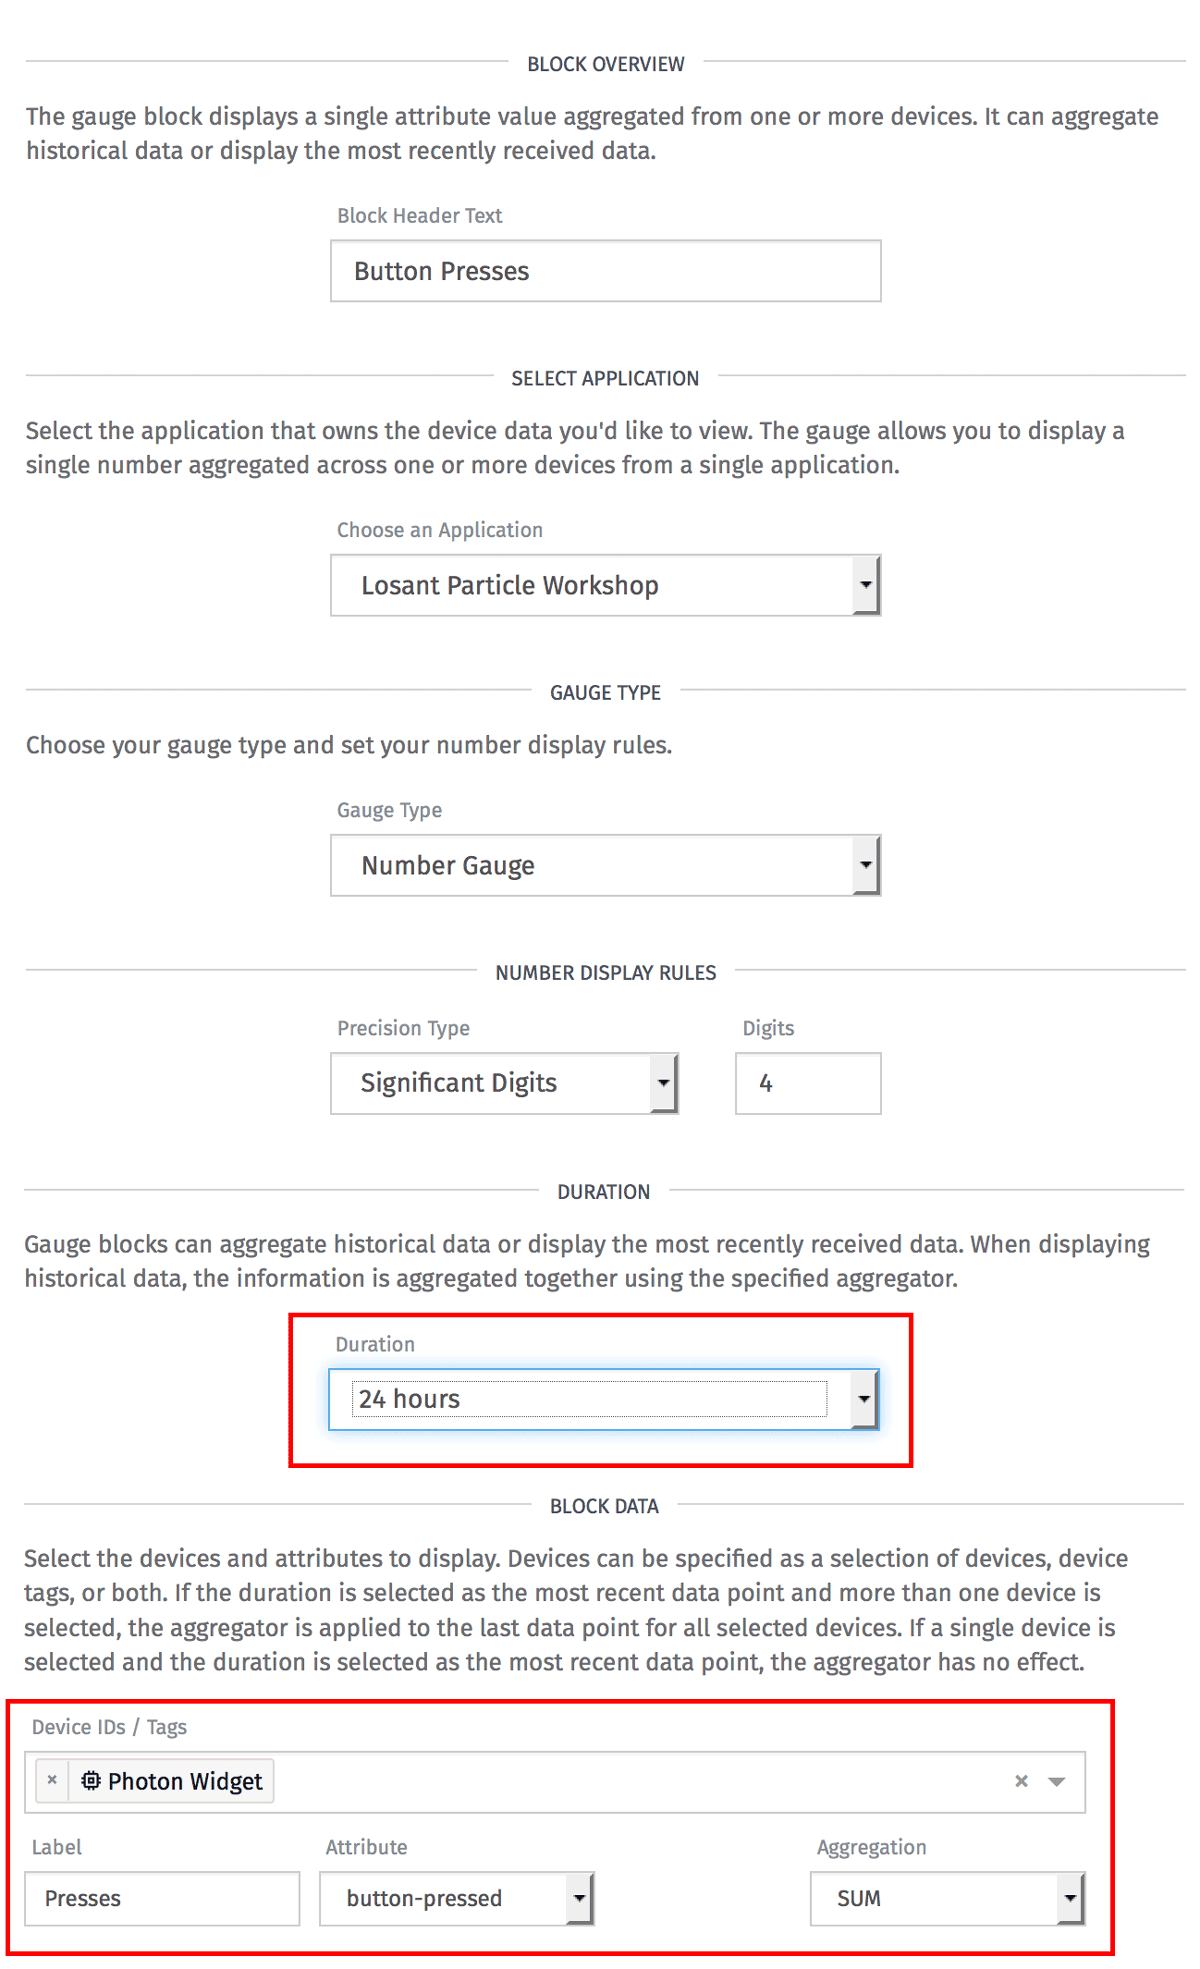 BLOCK OVERVIEW
The gauge block displays a single attribute value aggregated from one or more devices. It can aggregate
historical data or display the most recently received data.
Block Header Text
Button Presses
SELECT APPLICATION
Select the application that owns the device data you'd like to view. The gauge allows you to display a
single number aggregated across one or more devices from a single application.
Choose an Application
Losant Particle Workshop
GAUGE TYPE
Choose your gauge type and set your number display rules.
Gauge Type
Number Gauge
NUMBER DISPLAY RULES
Precision Type Digits
Significant Digits 4
DURATION
Gauge blocks can aggregate historical data or display the most recently received data. When displaying
historical data, the information is aggregated together using the specified aggregator.
Duration
24 hours
BLOCK DATA
Select the devices and attributes to display. Devices can be specified as a selection of devices, device
tags, or both. If the duration is selected as the most recent data point and more than one device is
selected, the aggregator is applied to the last data point for all selected devices. If a single device is
selected and the duration is selected as the most recent data point, the aggregator has no effect.
Device IDs / Tags
× Photon Widget ×
Label Attribute Aggregation
Presses button-pressed SUM